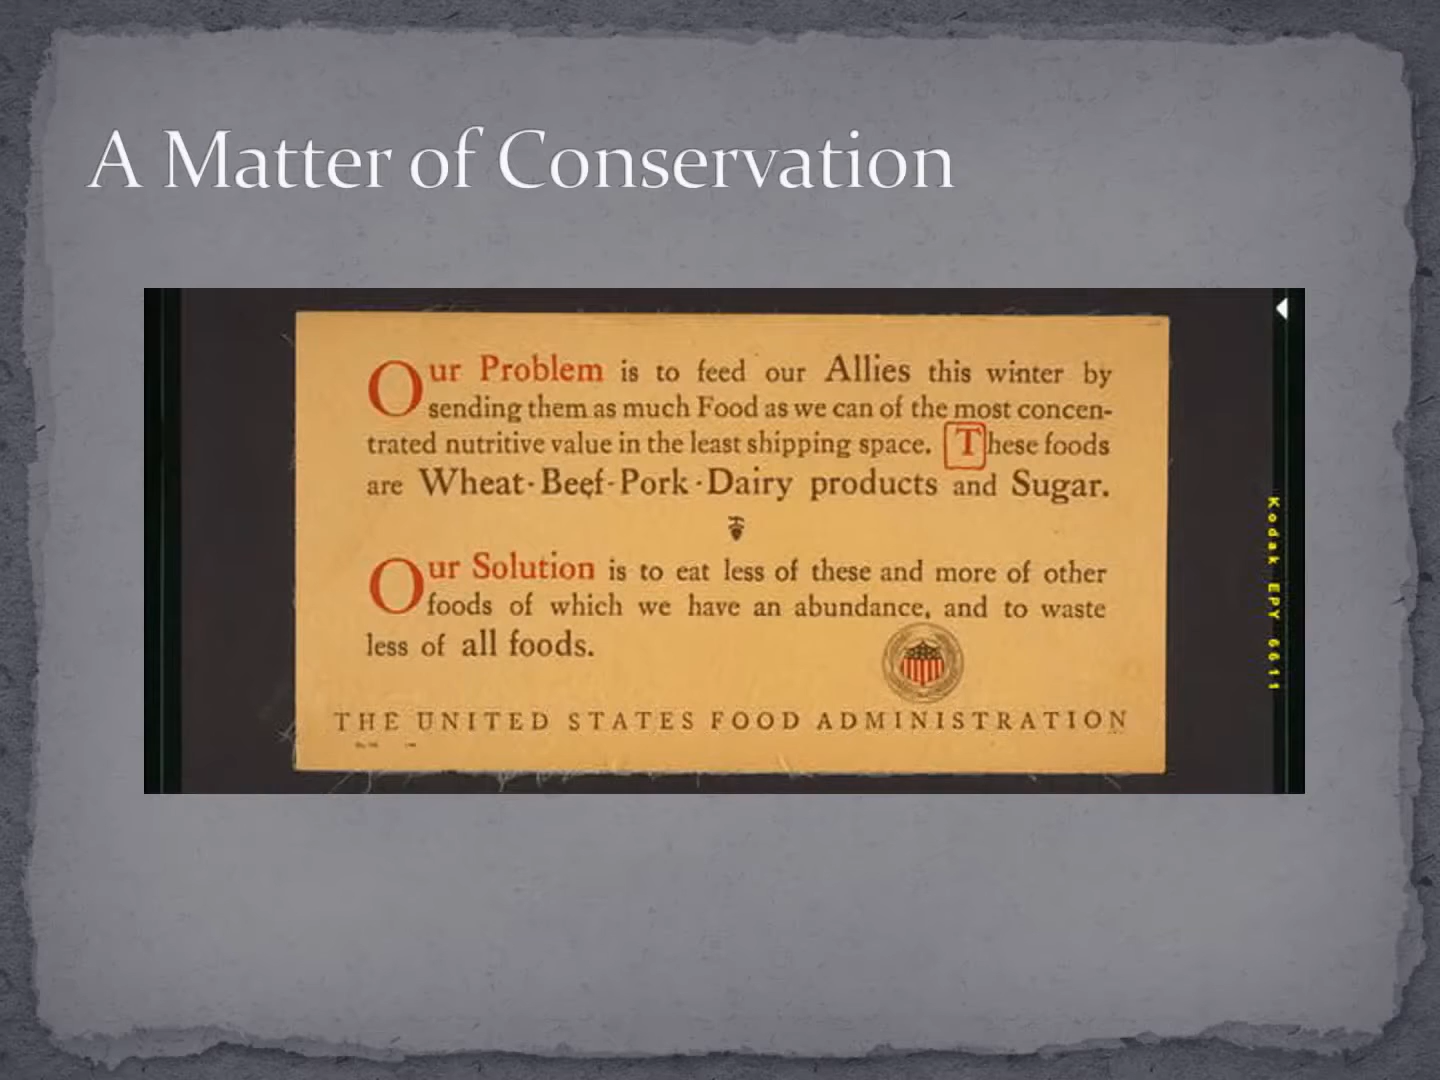 A Matter of Conservation
Our Problem is to feed our Allies this winter by
sending them as much Food as we can of the most concen-
trated nutritive value in the least shipping space. These foods
are Wheat · Beef · Pork · Dairy products and Sugar.
Our Solution is to eat less of these and more of other
foods of which we have an abundance, and to waste
less of all foods.
THE UNITED STATES FOOD ADMINISTRATION
Kodak EPY 6611